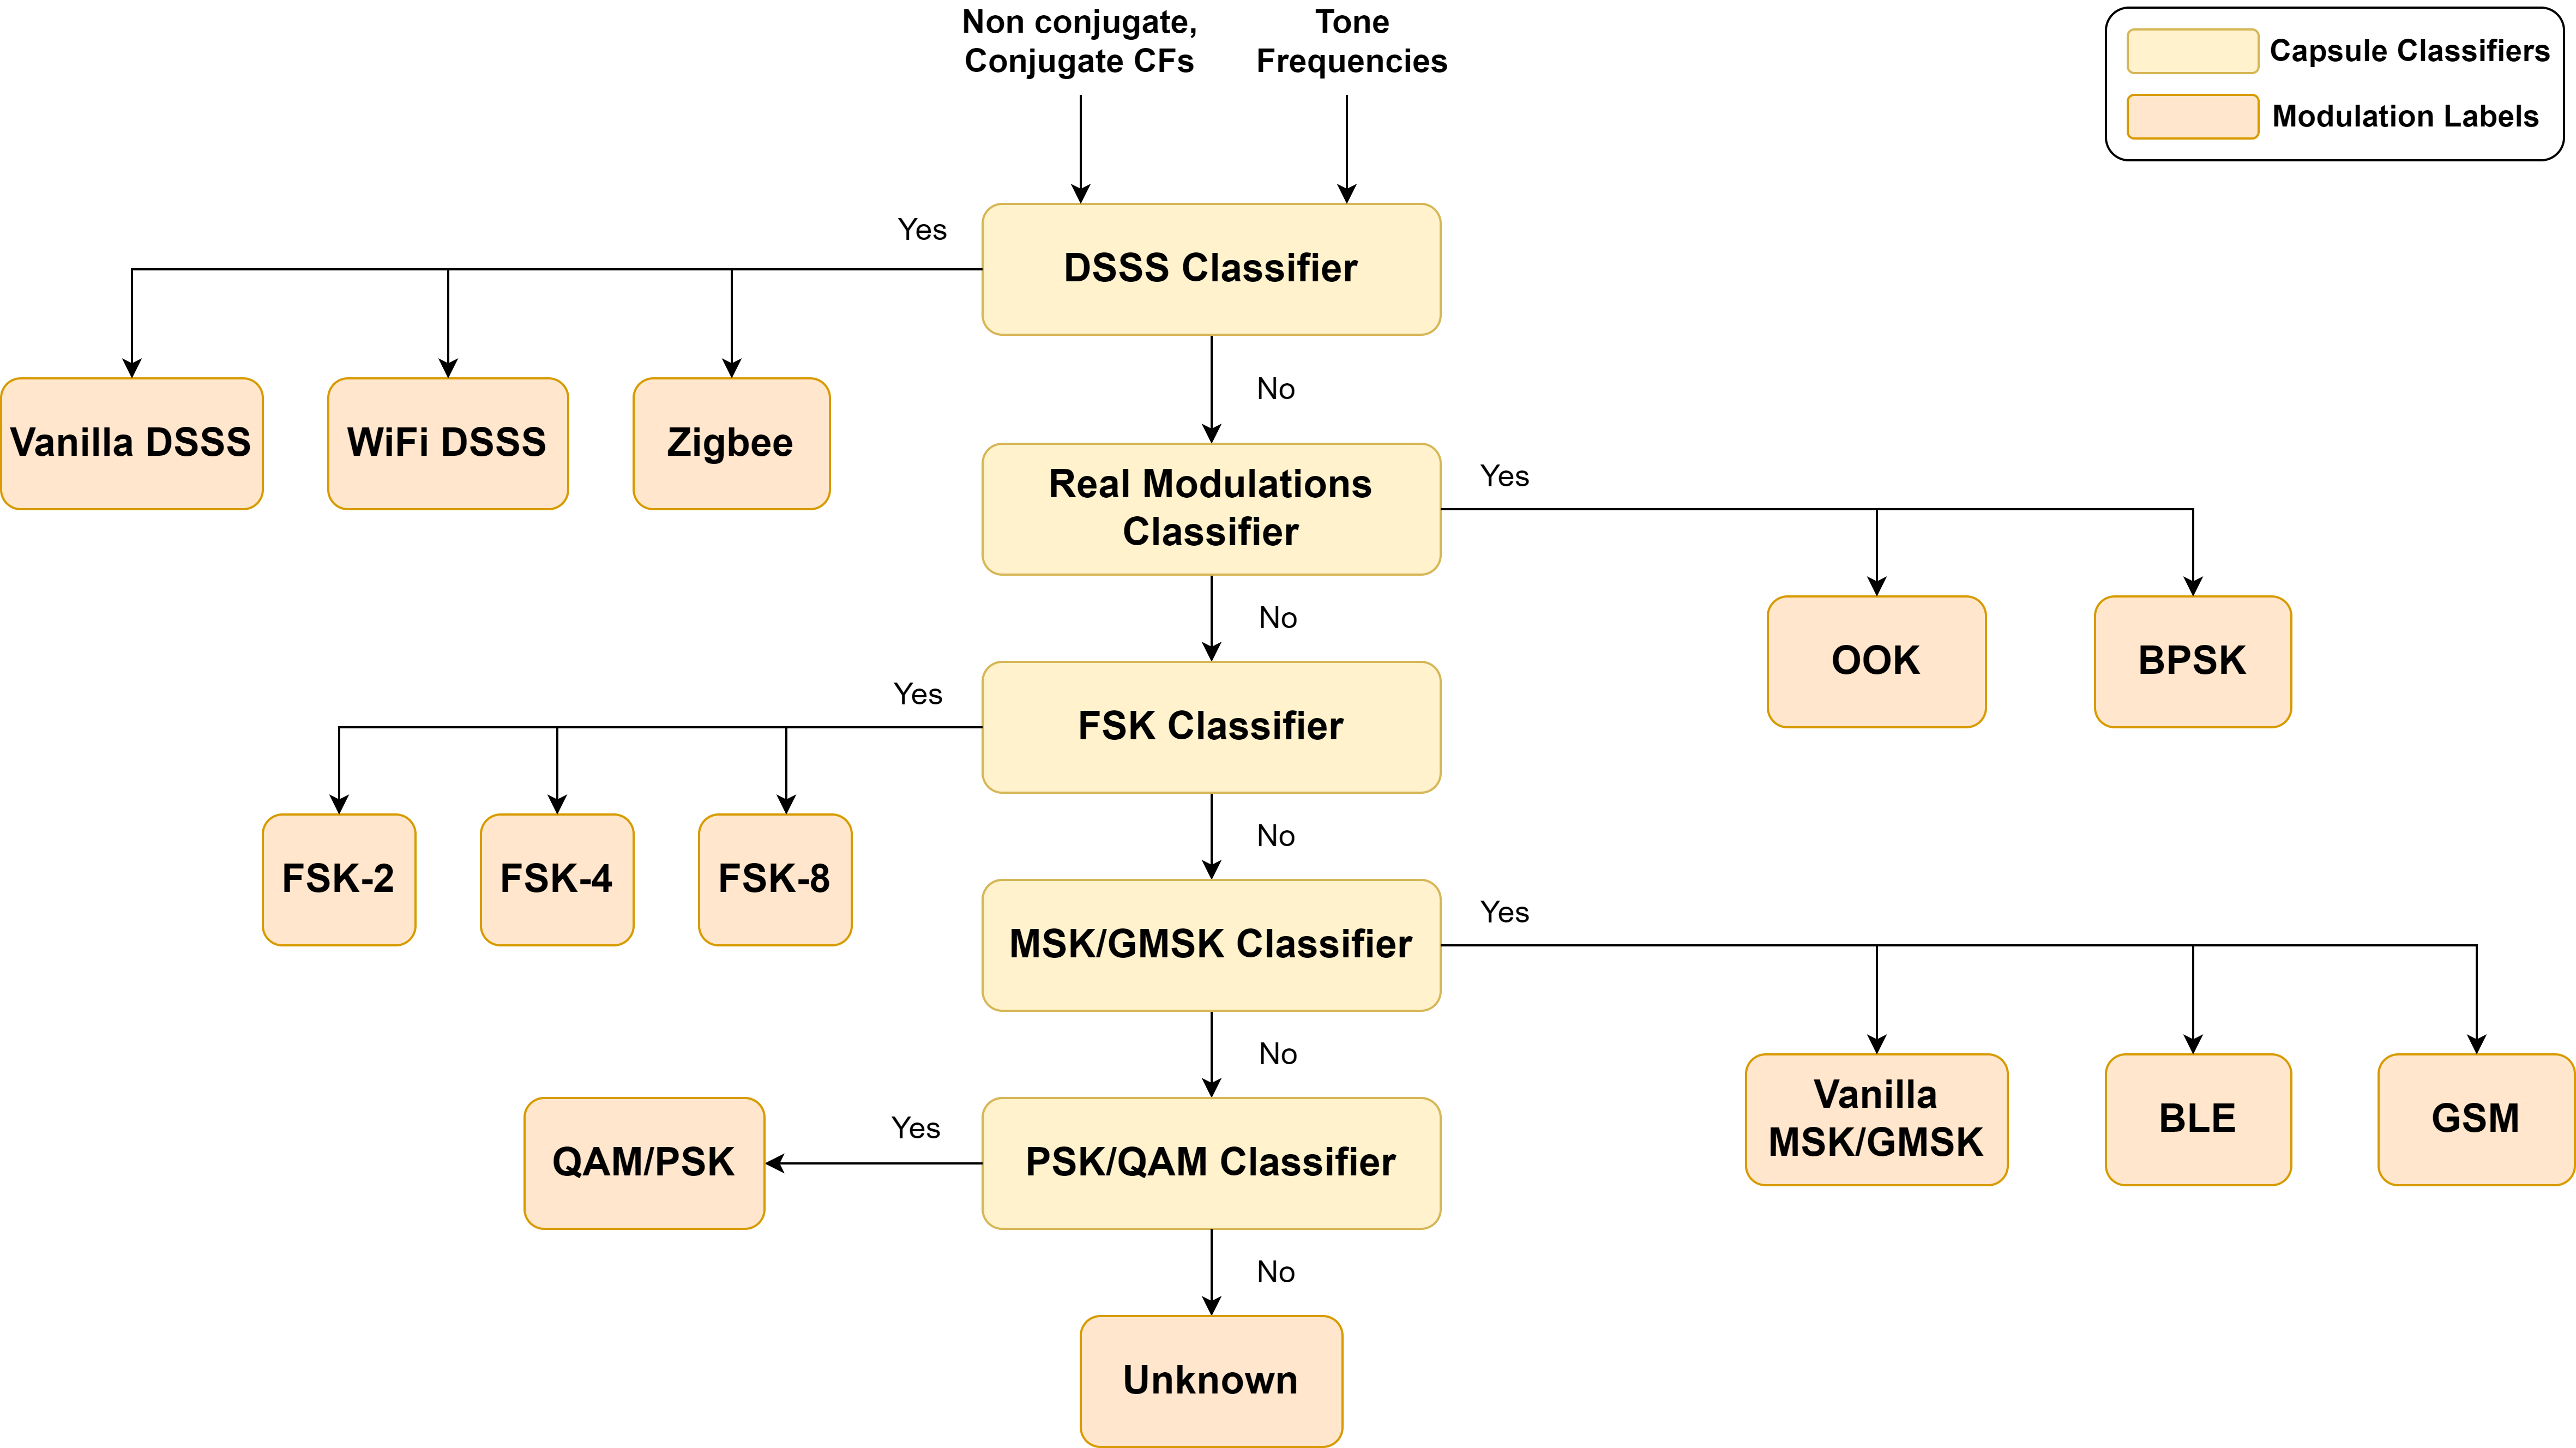 Non conjugate,
Conjugate CFs
Tone
Frequencies
Capsule Classifiers
Modulation Labels
Yes
DSSS Classifier
No
Vanilla DSSS
WiFi DSSS
Zigbee
Real Modulations
Classifier
Yes
No
OOK
BPSK
Yes
FSK Classifier
No
FSK-2
FSK-4
FSK-8
MSK/GMSK Classifier
Yes
No
Vanilla
MSK/GMSK
BLE
GSM
QAM/PSK
Yes
PSK/QAM Classifier
No
Unknown